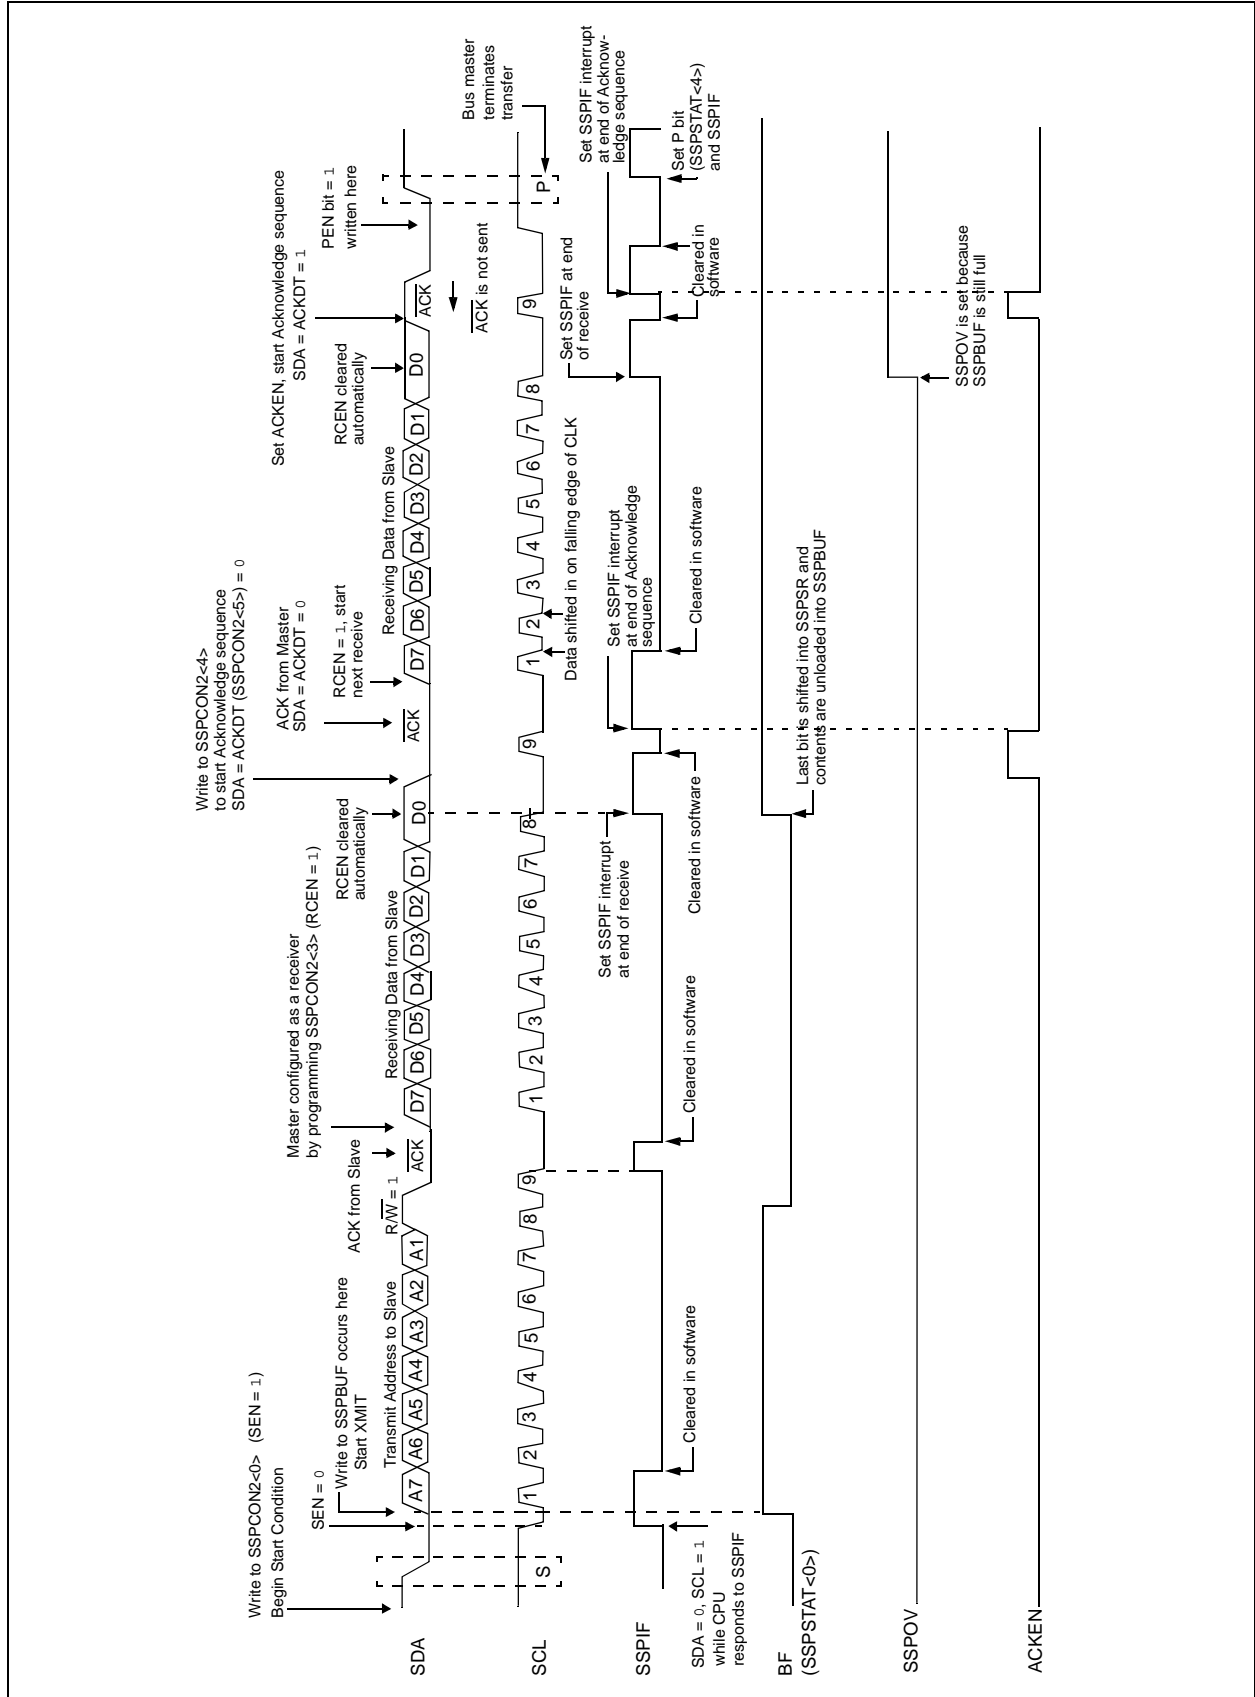 Write to SSPCON2<0> (SEN = 1)
Begin Start Condition
SEN = 0
Write to SSPBUF occurs here
Start XMIT
Transmit Address to Slave
R/W = 1
ACK from Slave
Master configured as a receiver
by programming SSPCON2<3> (RCEN = 1)
Receiving Data from Slave
RCEN cleared
automatically
Write to SSPCON2<4>
to start Acknowledge sequence
SDA = ACKDT (SSPCON2<5>) = 0
ACK from Master
SDA = ACKDT = 0
RCEN = 1, start
next receive
Receiving Data from Slave
RCEN cleared
automatically
Set ACKEN, start Acknowledge sequence
SDA = ACKDT = 1
PEN bit = 1
written here
SDA
A7 A6 A5 A4 A3 A2 A1
ACK
D7 D6 D5 D4 D3 D2 D1 D0
ACK
D7 D6 D5 D4 D3 D2 D1 D0
ACK
ACK is not sent
Bus master
terminates
transfer
SCL
S
1 2 3 4 5 6 7 8 9
1 2 3 4 5 6 7 8 9
1 2 3 4 5 6 7 8 9
P
Data shifted in on falling edge of CLK
Set SSPIF interrupt
at end of receive
Set SSPIF interrupt
at end of Acknowledge
sequence
Set SSPIF at end
of receive
Set SSPIF interrupt
at end of Acknow-
ledge sequence
SSPIF
SDA = 0, SCL = 1
while CPU
responds to SSPIF
Cleared in software
Cleared in software
Cleared in software
Cleared in software
Cleared in software
Cleared in
software
Set P bit
(SSPSTAT<4>)
and SSPIF
BF
(SSPSTAT<0>)
Last bit is shifted into SSPSR and
contents are unloaded into SSPBUF
SSPOV
SSPOV is set because
SSPBUF is still full
ACKEN